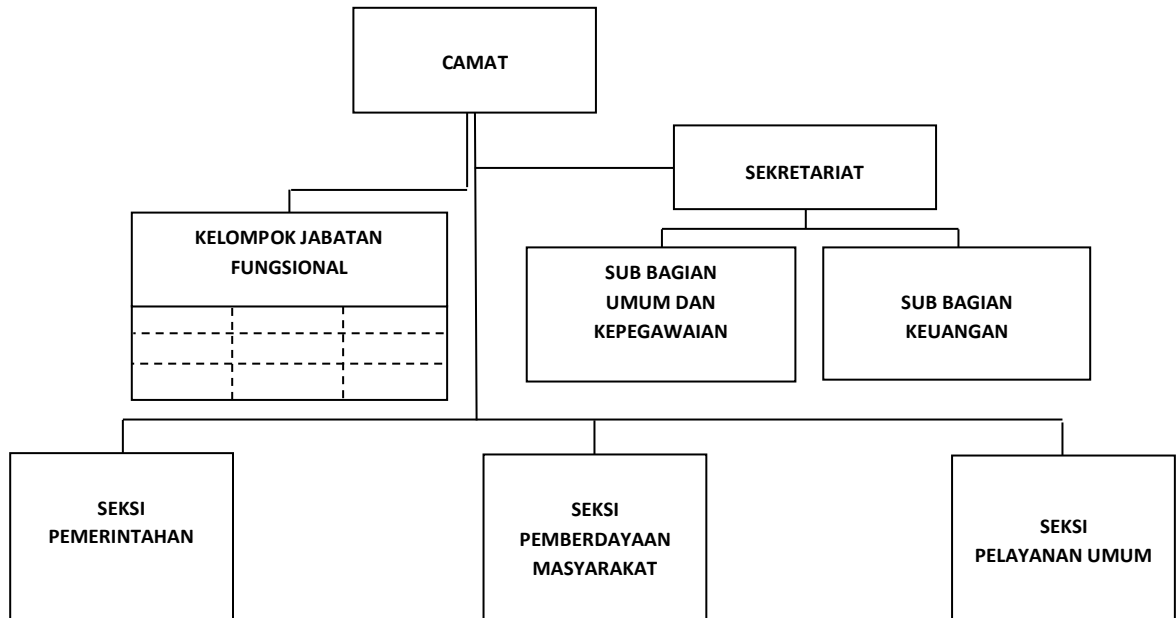 CAMAT
SEKRETARIAT
KELOMPOK JABATAN
FUNGSIONAL
SUB BAGIAN
UMUM DAN
KEPEGAWAIAN
SUB BAGIAN
KEUANGAN
SEKSI
PEMERINTAHAN
SEKSI
PEMBERDAYAAN
MASYARAKAT
SEKSI
PELAYANAN UMUM